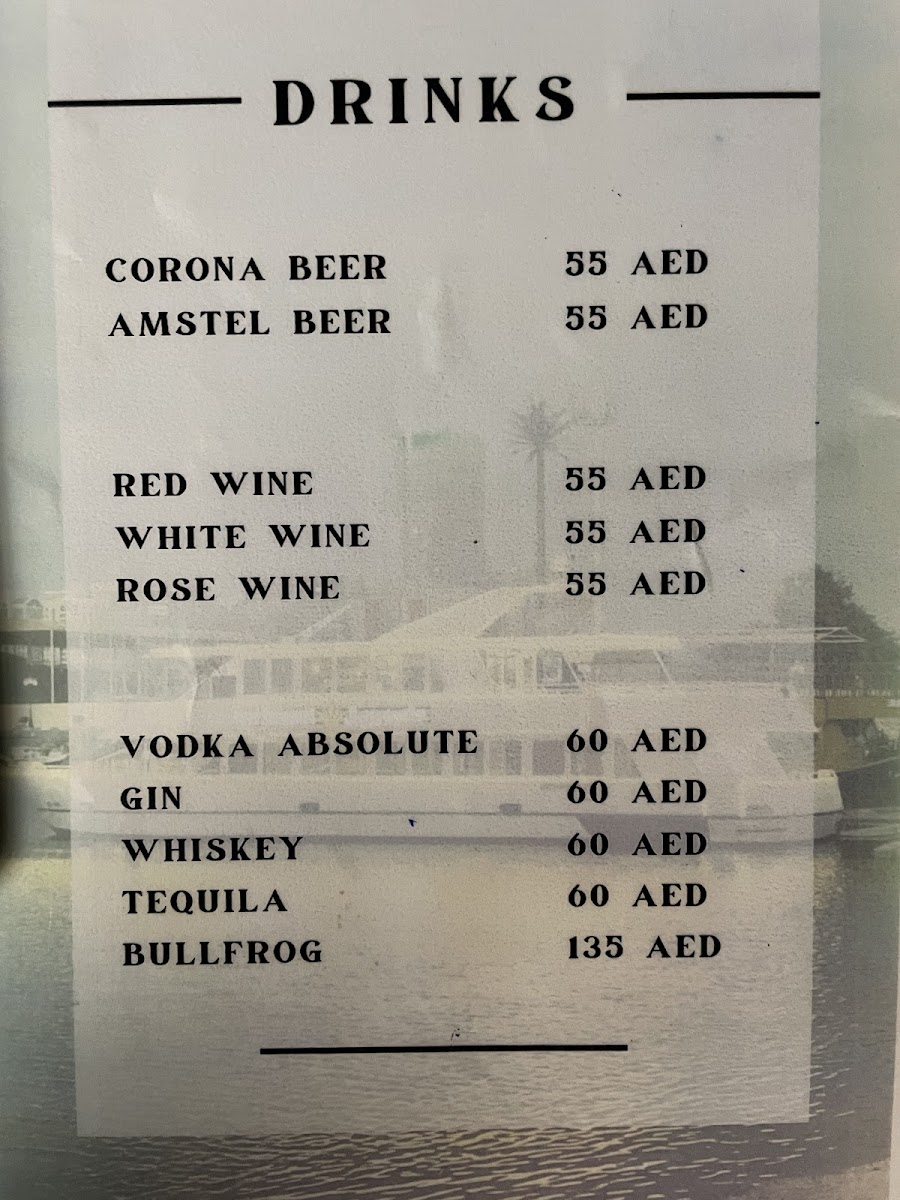 DRINKS
CORONA BEER 55 AED
AMSTEL BEER 55 AED
RED WINE 55 AED
WHITE WINE 55 AED
ROSE WINE 55 AED
VODKA ABSOLUTE 60 AED
GIN 60 AED
WHISKEY 60 AED
TEQUILA 60 AED
BULLFROG 135 AED